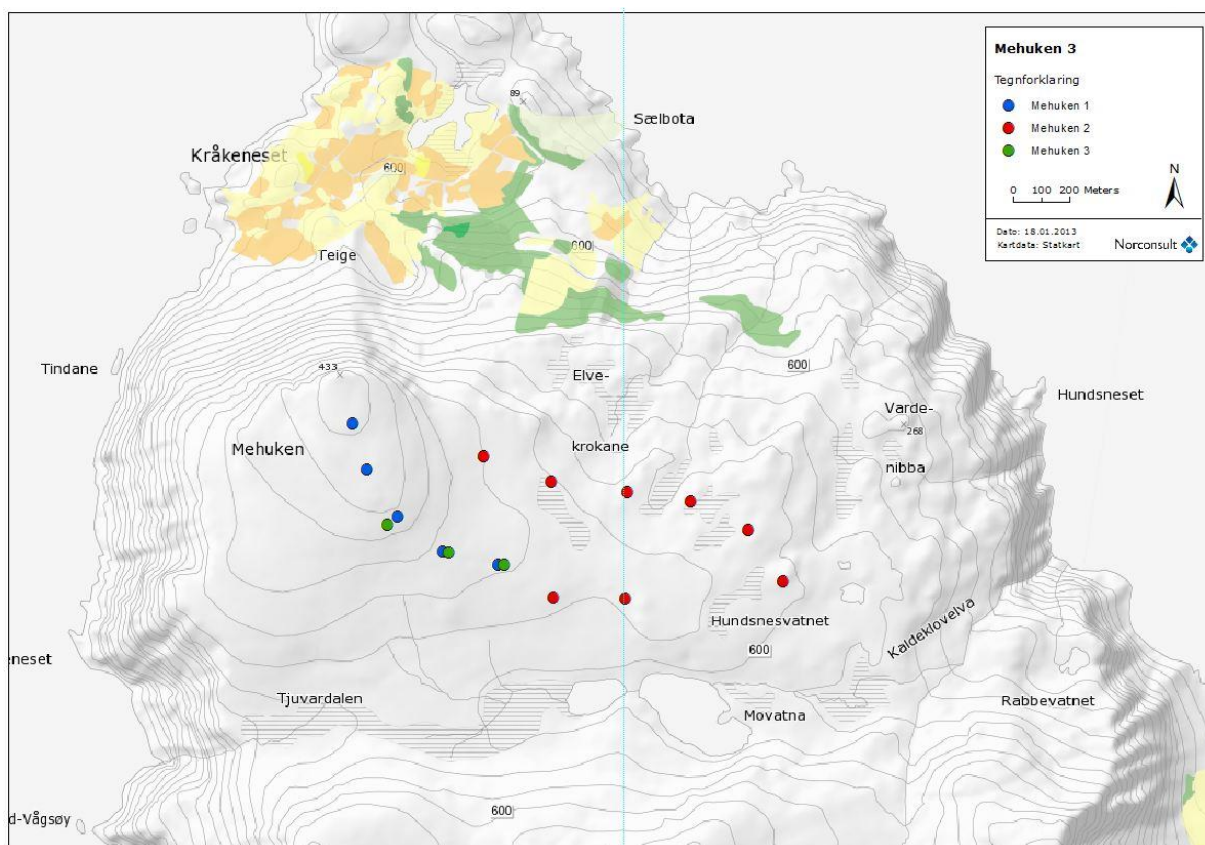 Mehuken 3
Tegnforklaring
Mehuken 1
Mehuken 2
Mehuken 3
0 100 200 Meters
N
Dato: 18.01.2013
Kartdata: Statkart
Norconsult
89
Sælbota
Kråkeneset
600
Teige
600
Tindane
433
Elve-
600
Hundsneset
Varde-
268
Mehuken
krokane
nibba
Hundsnesvatnet
Kaldeklovelva
eneset
600
Tjuvardalen
Movatna
Rabbevatnet
600
d-Vågsøy